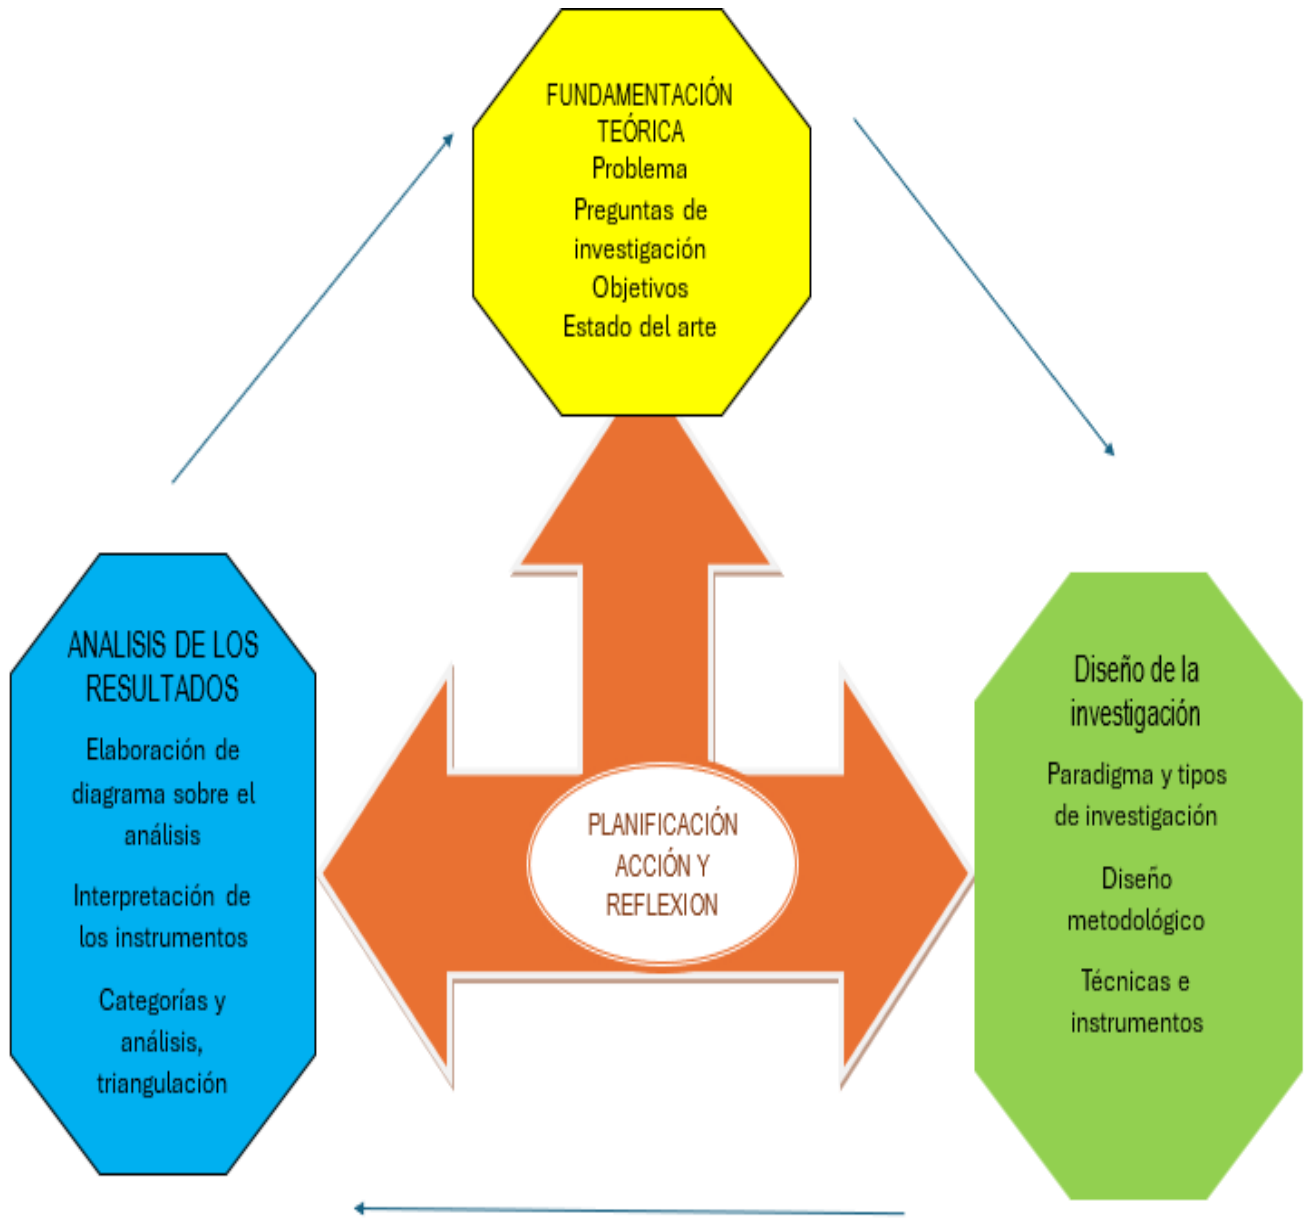 FUNDAMENTACIÓN
TEÓRICA
Problema
Preguntas de
investigación
Objetivos
Estado del arte
ANALISIS DE LOS
RESULTADOS
Elaboración de
diagrama sobre el
análisis
Interpretación de
los instrumentos
Categorías y
análisis,
triangulación
PLANIFICACIÓN
ACCIÓN Y
REFLEXION
Diseño de la
investigación
Paradigma y tipos
de investigación
Diseño
metodológico
Técnicas e
instrumentos